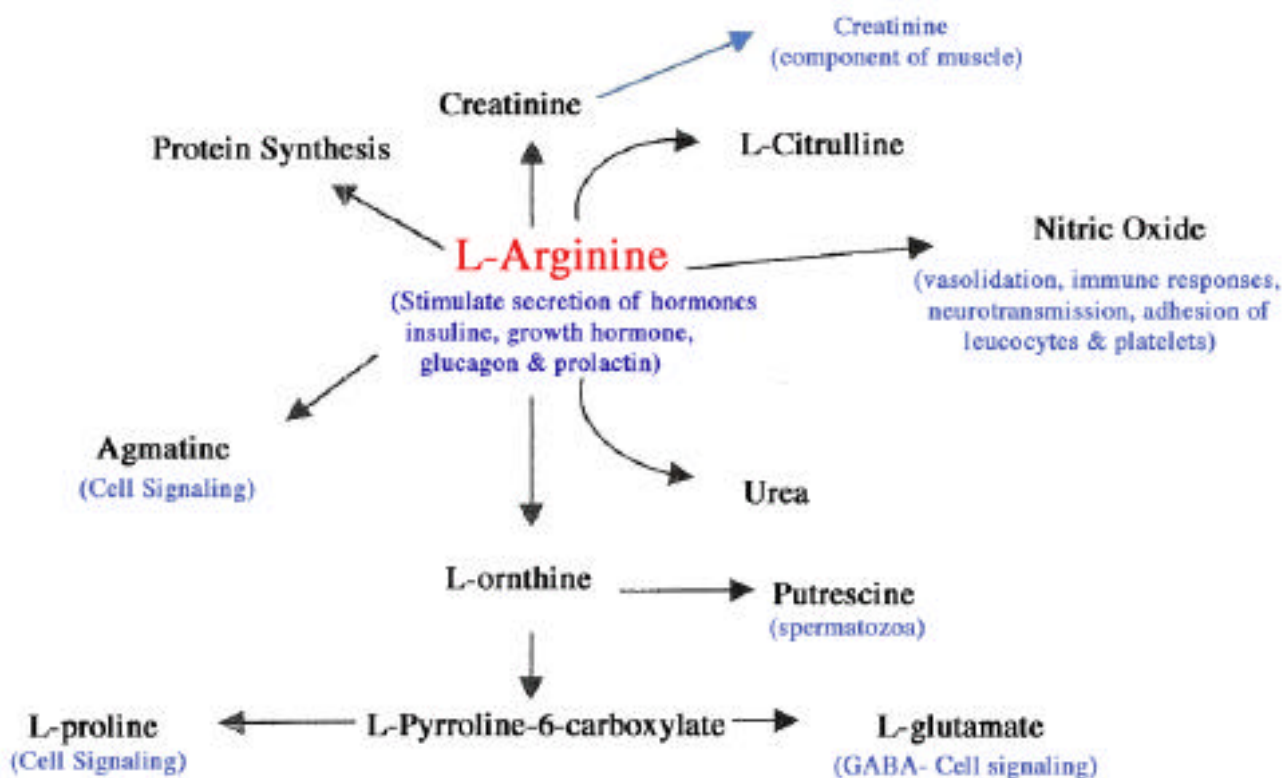 Creatinine
(component of muscle)
Creatinine
L-Citrulline
Protein Synthesis
Nitric Oxide
(vasolidation, immune responses,
neurotransmission, adhesion of
leucocytes & platelets)
L-Arginine
(Stimulate secretion of hormones
insuline, growth hormone,
glucagon & prolactin)
Agmatine
(Cell Signaling)
Urea
L-ornthine
Putrescine
(spermatozoa)
L-proline
(Cell Signaling)
L-Pyrroline-6-carboxylate
L-glutamate
(GABA- Cell signaling)